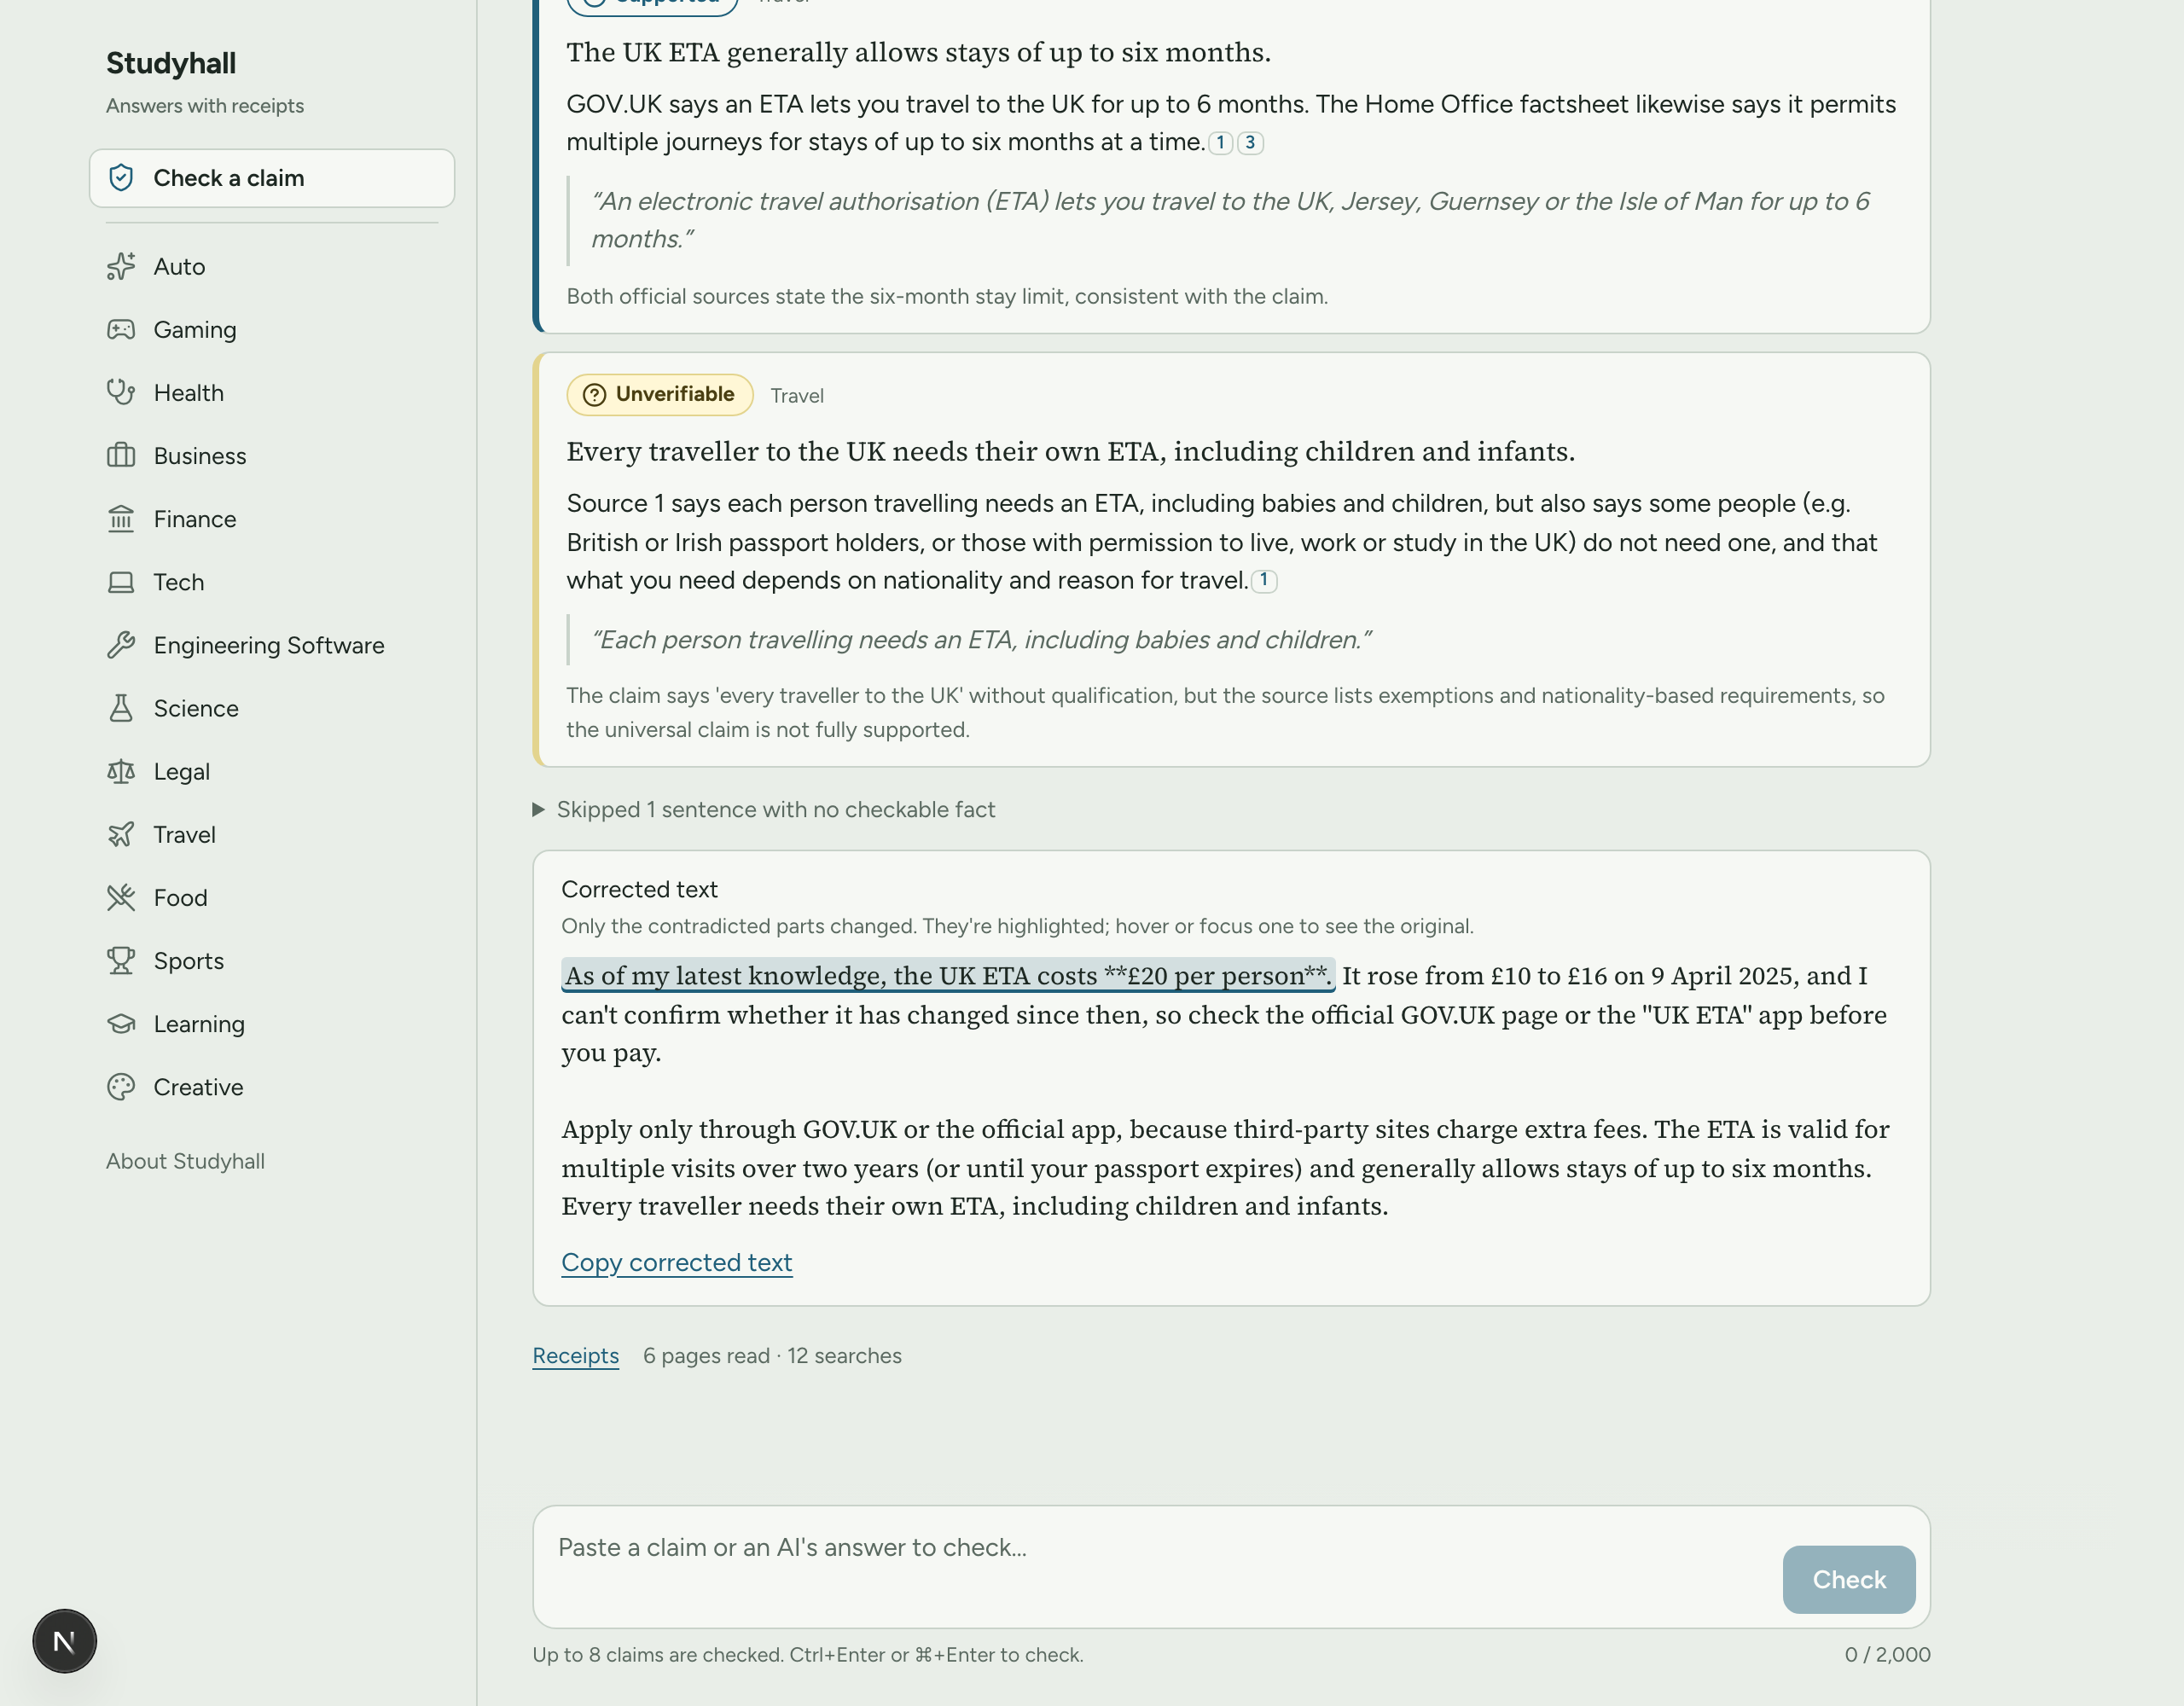 Studyhall
Answers with receipts
Check a claim
Auto
Gaming
Health
Business
Finance
Tech
Engineering Software
Science
Legal
Travel
Food
Sports
Learning
Creative
About Studyhall
Supported Travel
The UK ETA generally allows stays of up to six months.
GOV.UK says an ETA lets you travel to the UK for up to 6 months. The Home Office factsheet likewise says it permits
multiple journeys for stays of up to six months at a time. 1 3
“An electronic travel authorisation (ETA) lets you travel to the UK, Jersey, Guernsey or the Isle of Man for up to 6
months.”
Both official sources state the six-month stay limit, consistent with the claim.
Unverifiable Travel
Every traveller to the UK needs their own ETA, including children and infants.
Source 1 says each person travelling needs an ETA, including babies and children, but also says some people (e.g.
British or Irish passport holders, or those with permission to live, work or study in the UK) do not need one, and that
what you need depends on nationality and reason for travel. 1
“Each person travelling needs an ETA, including babies and children.”
The claim says 'every traveller to the UK' without qualification, but the source lists exemptions and nationality-based requirements, so
the universal claim is not fully supported.
Skipped 1 sentence with no checkable fact
Corrected text
Only the contradicted parts changed. They're highlighted; hover or focus one to see the original.
As of my latest knowledge, the UK ETA costs **£20 per person**. It rose from £10 to £16 on 9 April 2025, and I
can't confirm whether it has changed since then, so check the official GOV.UK page or the "UK ETA" app before
you pay.
Apply only through GOV.UK or the official app, because third-party sites charge extra fees. The ETA is valid for
multiple visits over two years (or until your passport expires) and generally allows stays of up to six months.
Every traveller needs their own ETA, including children and infants.
Copy corrected text
Receipts 6 pages read · 12 searches
Paste a claim or an AI's answer to check...
Check
Up to 8 claims are checked. Ctrl+Enter or ⌘+Enter to check.
0 / 2,000
N